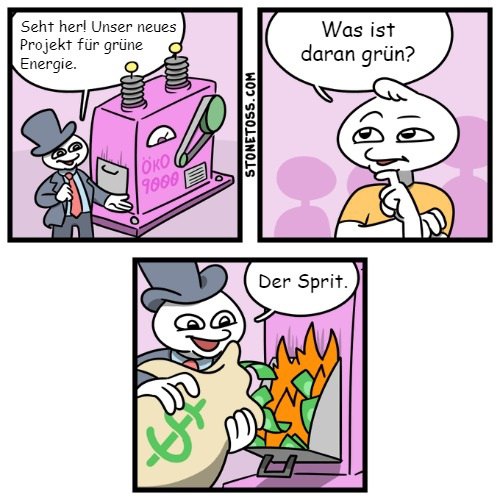 Seht her! Unser neues
Projekt für grüne
Energie.
ÖKO
9000
STONETOSS.COM
Was ist
daran grün?
Der Sprit.
$